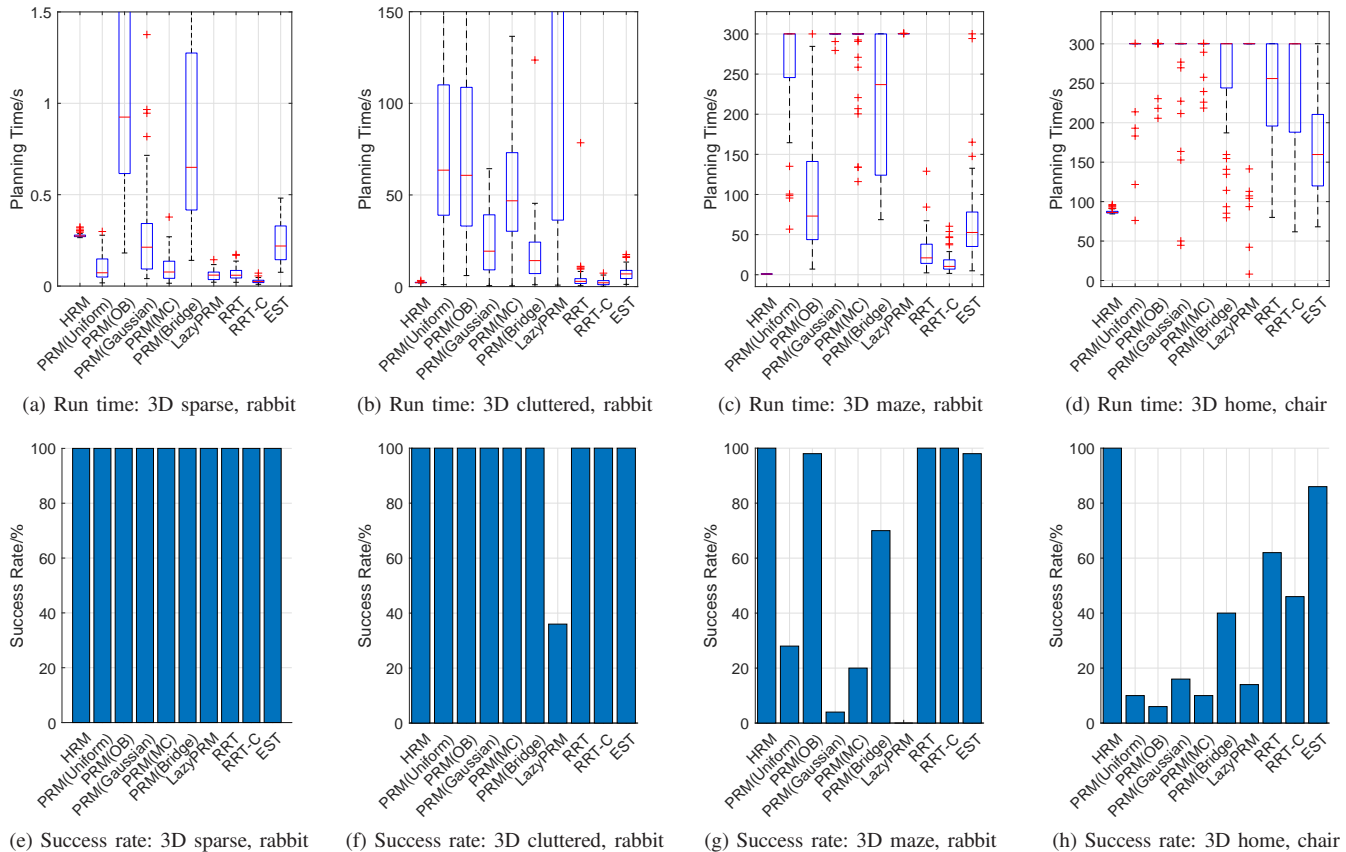 Planning Time/s
1.5
1
0.5
0
HRM
PRM(Uniform)
PRM(OB)
PRM(Gaussian)
PRM(MC)
PRM(Bridge)
LazyPRM
RRT
RRT-C
EST
(a) Run time: 3D sparse, rabbit
Planning Time/s
150
100
50
0
HRM
PRM(Uniform)
PRM(OB)
PRM(Gaussian)
PRM(MC)
PRM(Bridge)
LazyPRM
RRT
RRT-C
EST
(b) Run time: 3D cluttered, rabbit
Planning Time/s
300
250
200
150
100
50
0
HRM
PRM(Uniform)
PRM(OB)
PRM(Gaussian)
PRM(MC)
PRM(Bridge)
LazyPRM
RRT
RRT-C
EST
(c) Run time: 3D maze, rabbit
Planning Time/s
300
250
200
150
100
50
0
HRM
PRM(Uniform)
PRM(OB)
PRM(Gaussian)
PRM(MC)
PRM(Bridge)
LazyPRM
RRT
RRT-C
EST
(d) Run time: 3D home, chair
Success Rate/%
100
80
60
40
20
0
HRM
PRM(Uniform)
PRM(OB)
PRM(Gaussian)
PRM(MC)
PRM(Bridge)
LazyPRM
RRT
RRT-C
EST
(e) Success rate: 3D sparse, rabbit
Success Rate/%
100
80
60
40
20
0
HRM
PRM(Uniform)
PRM(OB)
PRM(Gaussian)
PRM(MC)
PRM(Bridge)
LazyPRM
RRT
RRT-C
EST
(f) Success rate: 3D cluttered, rabbit
Success Rate/%
100
80
60
40
20
0
HRM
PRM(Uniform)
PRM(OB)
PRM(Gaussian)
PRM(MC)
PRM(Bridge)
LazyPRM
RRT
RRT-C
EST
(g) Success rate: 3D maze, rabbit
Success Rate/%
100
80
60
40
20
0
HRM
PRM(Uniform)
PRM(OB)
PRM(Gaussian)
PRM(MC)
PRM(Bridge)
LazyPRM
RRT
RRT-C
EST
(h) Success rate: 3D home, chair